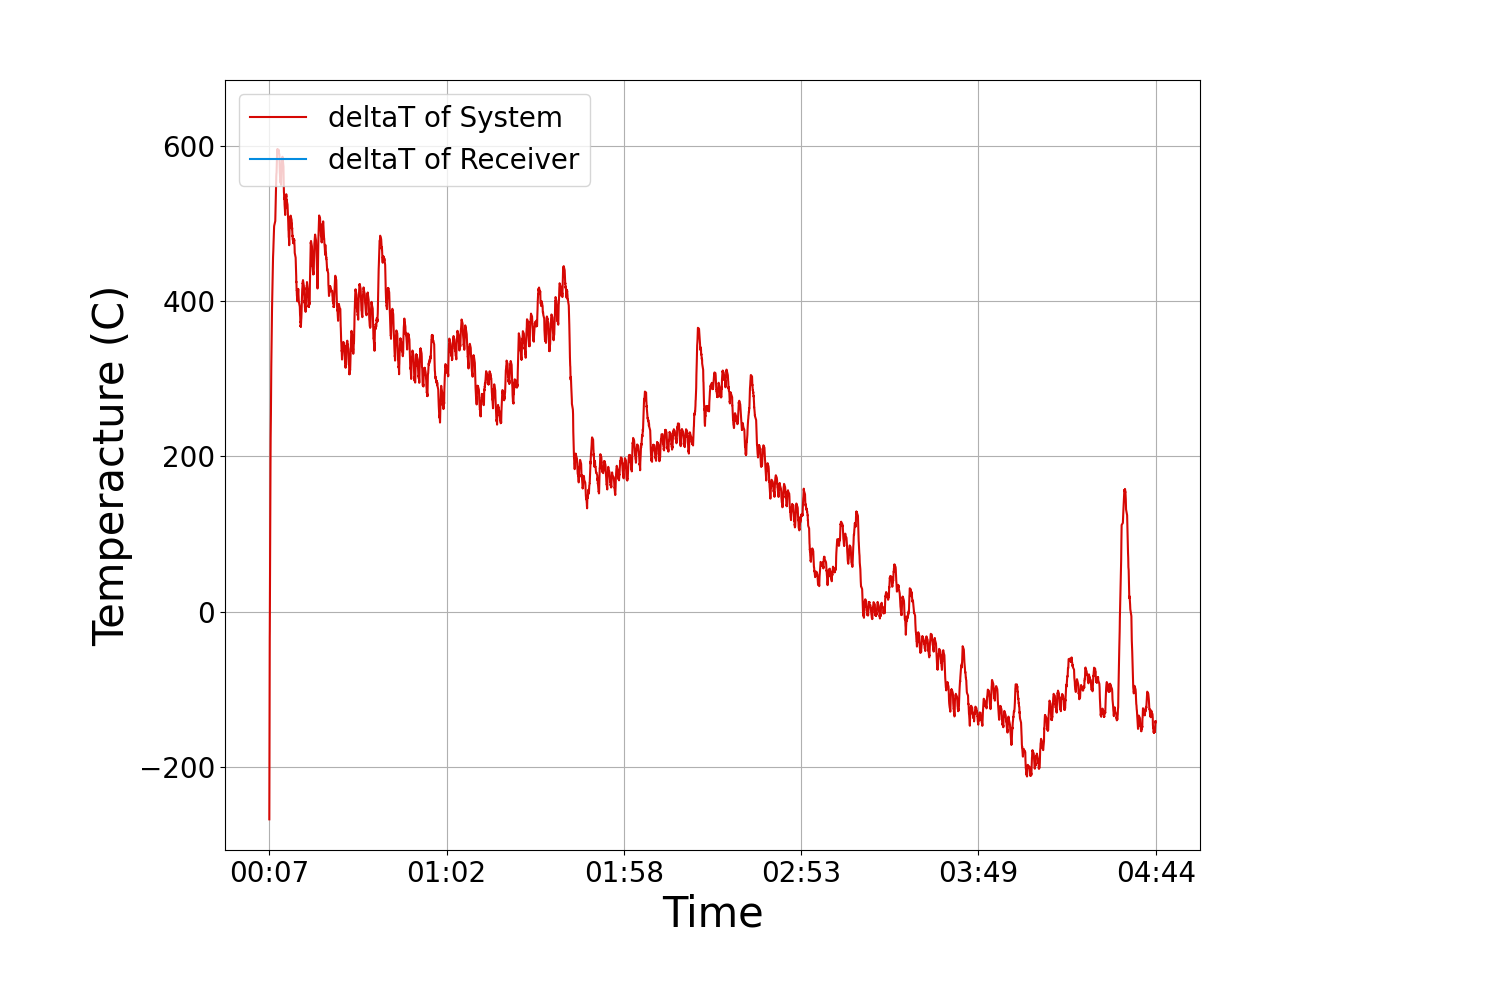 deltaT of System
deltaT of Receiver
600
400
200
0
−200
Temperacture (C)
00:07 01:02 01:58 02:53 03:49 04:44
Time